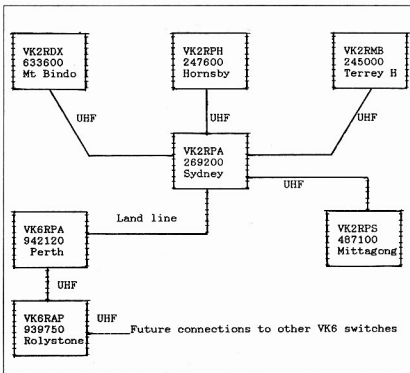 VK2RDX
633600
Mt Bindo
VK2RPH
247600
Hornsby
VK2RMB
245000
Terrey H
UHF
UHF
UHF
VK2RPA
269200
Sydney
UHF
Land line
VK6RPA
942120
Perth
VK2RPS
487100
Mittagong
UHF
VK6RAP
939750
Rolystone
UHF
Future connections to other VK6 switches